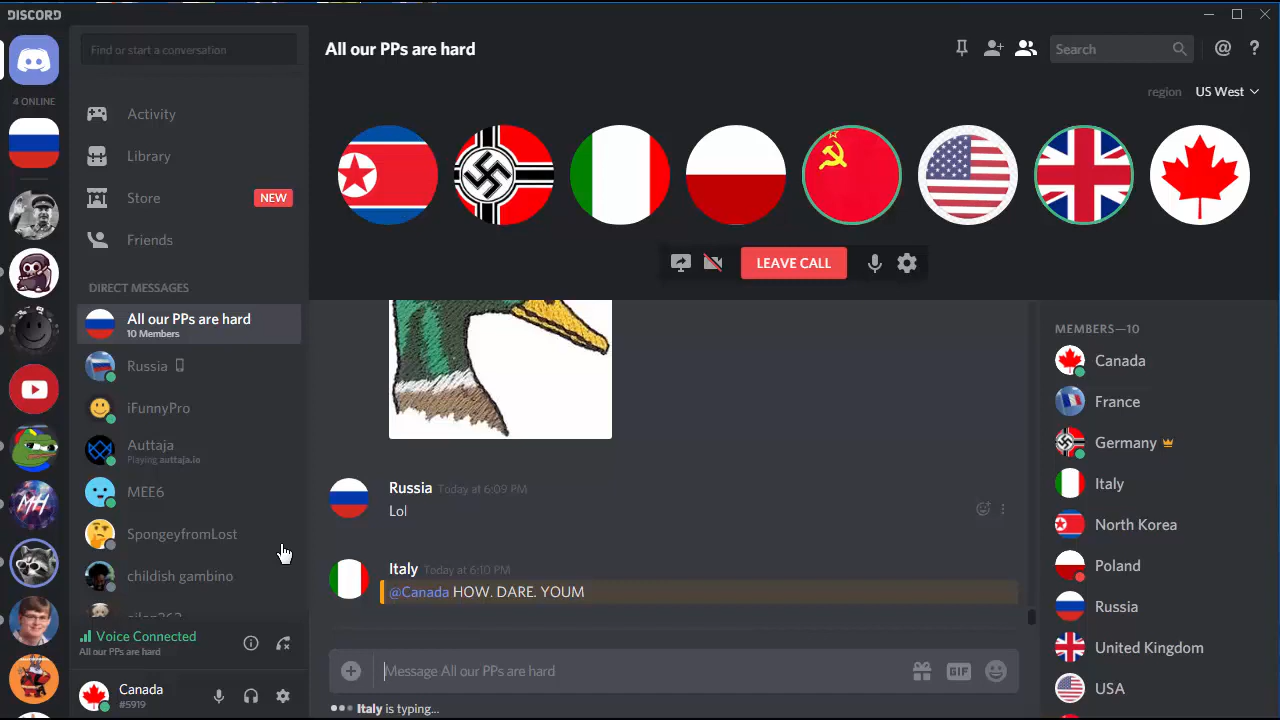 DISCORD
4 ONLINE
Find or start a conversation
Activity
Library
Store
NEW
Friends
DIRECT MESSAGES
All our PPs are hard
10 Members
Russia
iFunnyPro
Auttaja
Playing auttaja.io
MEE6
SpongeyfromLost
childish gambino
Voice Connected
All our PPs are hard
Canada
#5919
All our PPs are hard
Search
@
?
region US West
LEAVE CALL
Russia Today at 6:09 PM
Lol
Italy Today at 6:10 PM
@Canada HOW. DARE. YOUM
Message All our PPs are hard
GIF
Italy is typing...
MEMBERS—10
Canada
France
Germany
Italy
North Korea
Poland
Russia
United Kingdom
USA
MH